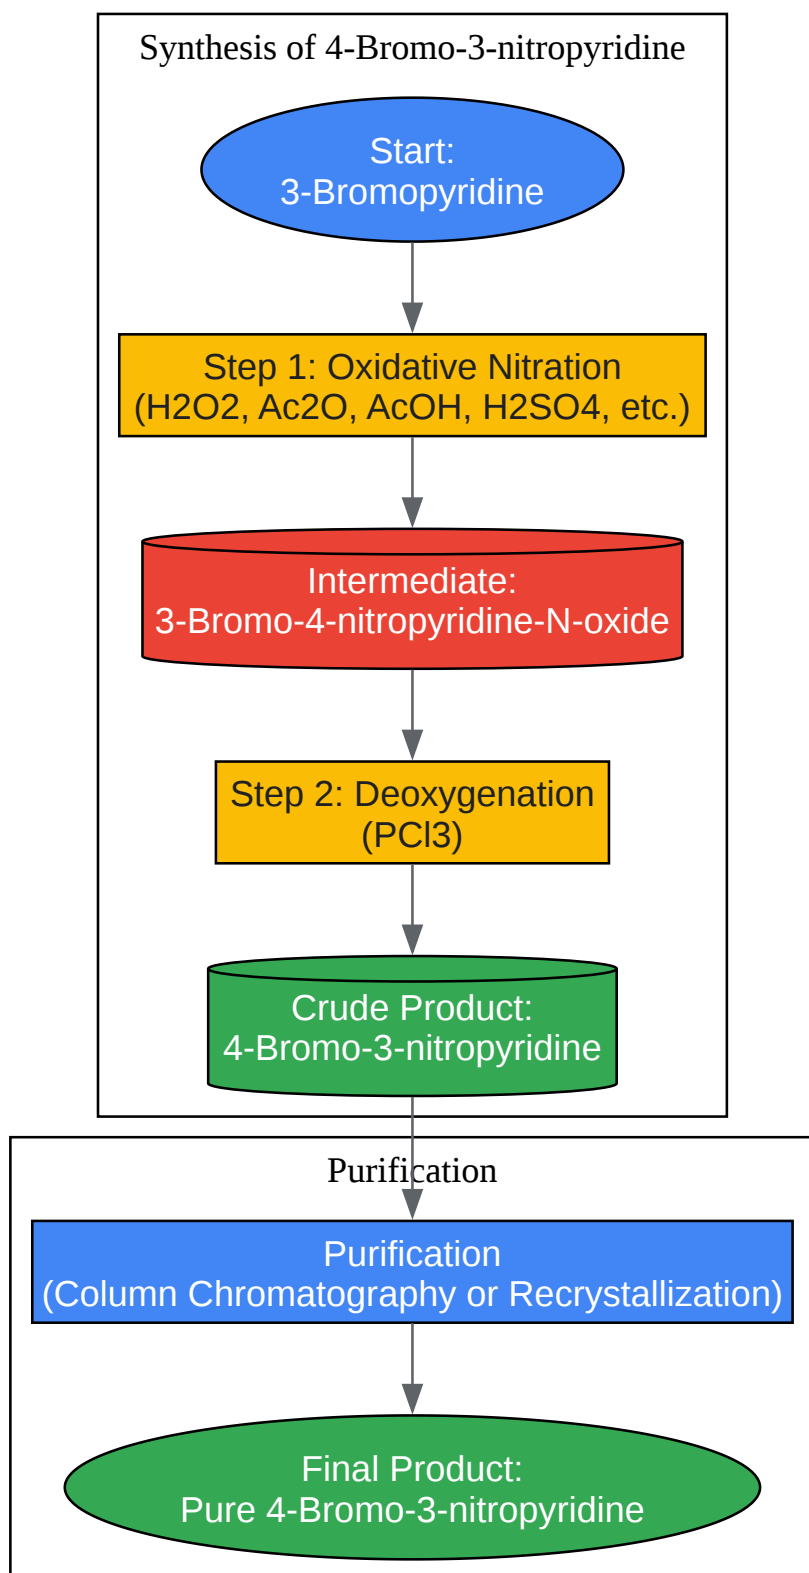 Synthesis of 4-Bromo-3-nitropyridine
Start:
3-Bromopyridine
Step 1: Oxidative Nitration
(H2O2, Ac2O, AcOH, H2SO4, etc.)
Intermediate:
3-Bromo-4-nitropyridine-N-oxide
Step 2: Deoxygenation
(PCl3)
Crude Product:
4-Bromo-3-nitropyridine
Purification
Purification
(Column Chromatography or Recrystallization)
Final Product:
Pure 4-Bromo-3-nitropyridine